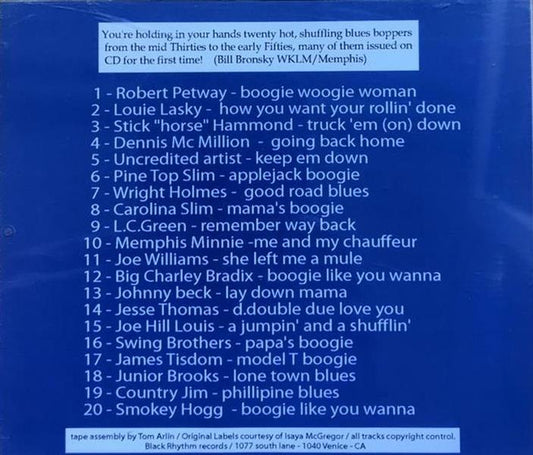 You're holding in your hands twenty hot, shuffling blues boppers
from the mid Thirties to the early Fifties, many of them issued on
CD for the first time! (Bill Bronsky WKLM/Memphis)
1 - Robert Petway - boogie woogie woman
2 - Louie Lasky - how you want your rollin' done
3 - Stick "horse" Hammond - truck 'em (on) down
4 - Dennis Mc Million - going back home
5 - Uncredited artist - keep em down
6 - Pine Top Slim - applejack boogie
7 - Wright Holmes - good road blues
8 - Carolina Slim - mama's boogie
9 - L.C.Green - remember way back
10 - Memphis Minnie -me and my chauffeur
11 - Joe Williams - she left me a mule
12 - Big Charley Bradix - boogie like you wanna
13 - Johnny beck - lay down mama
14 - Jesse Thomas - d.double due love you
15 - Joe Hill Louis - a jumpin' and a shufflin'
16 - Swing Brothers - papa's boogie
17 - James Tisdom - model T boogie
18 - Junior Brooks - lone town blues
19 - Country Jim - phillipine blues
20 - Smokey Hogg - boogie like you wanna
tape assembly by Tom Arlin / Original Labels courtesy of Isaya McGregor / all tracks copyright control.
Black Rhythm records / 1077 south lane - 1040 Venice - CA